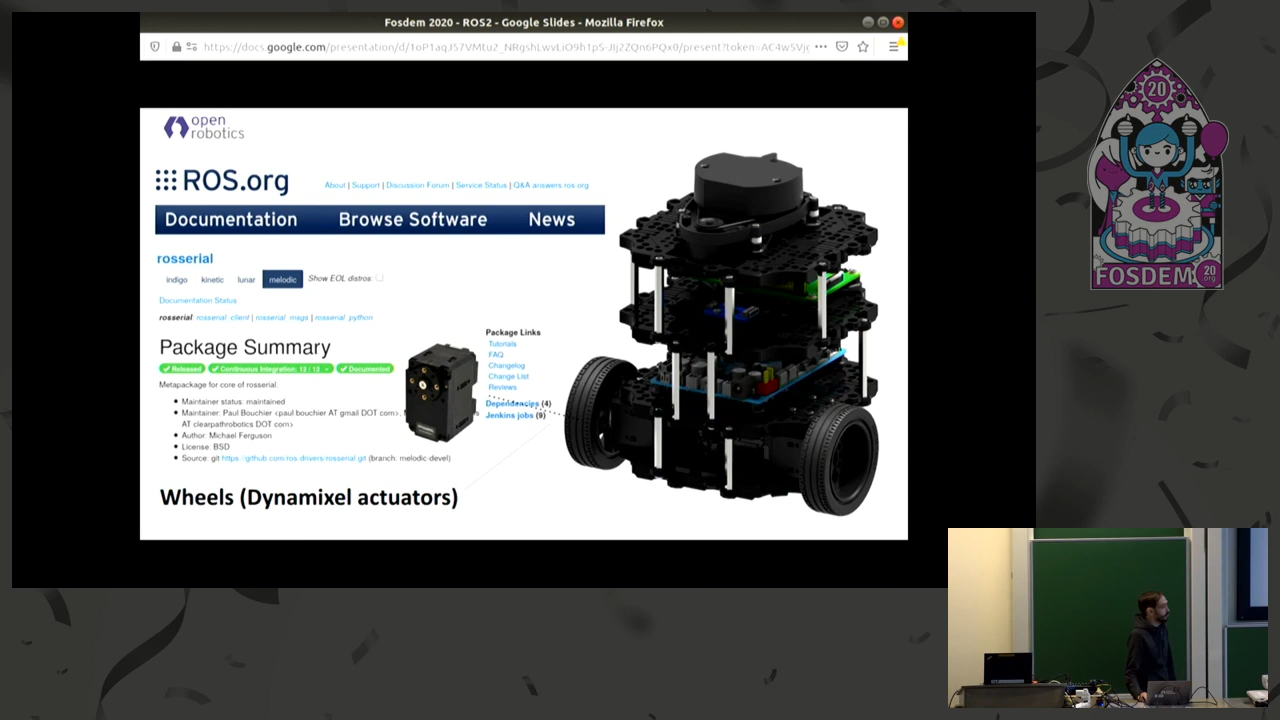 Fosdem 2020 - ROS2 - Google Slides - Mozilla Firefox
open
robotics
ROS.org
About | Support | Discussion Forum | Service Status | Q&A answers.ros.org
Documentation Browse Software News
rosserial
indigo kinetic lunar melodic Show EOL distros:
Documentation Status
rosserial: rosserial_client | rosserial_msgs | rosserial_python
Package Summary
Released Continuous Integration: 12 / 12 Documented
Metapackage for core of rosserial.
Maintainer status: maintained
Maintainer: Paul Bouchier <paul.bouchier AT gmail DOT com>,
AT clearpathrobotics DOT com>
Author: Michael Ferguson
License: BSD
Source: git https://github.com/ros-drivers/rosserial.git (branch: melodic-devel)
Package Links
Tutorials
FAQ
Changelog
Change List
Reviews
Dependencies (4)
Jenkins jobs (9)
Wheels (Dynamixel actuators)
20
FOSDEM 20
.org